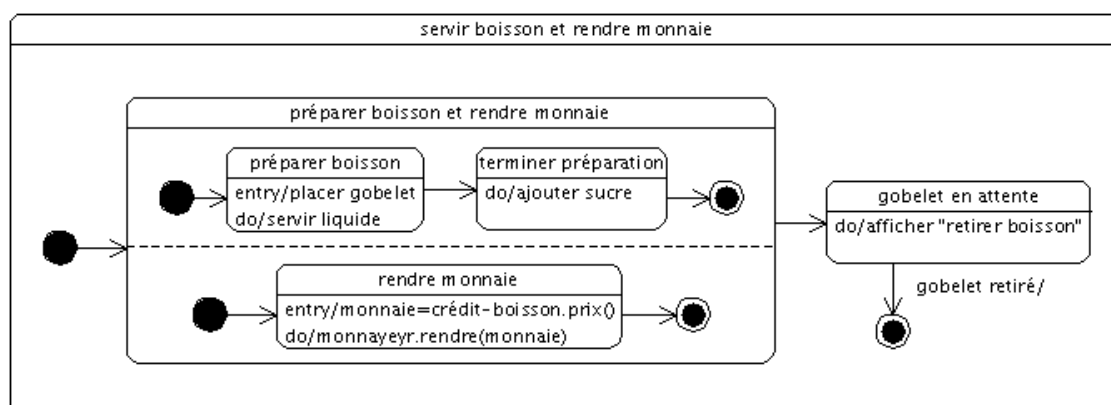 servir boisson et rendre monnaie
préparer boisson et rendre monnaie
préparer boisson
entry/placer gobelet
do/servir liquide
terminer préparation
do/ajouter sucre
rendre monnaie
entry/monnaie=crédit-boisson.prix()
do/monnayeyr.rendre(monnaie)
gobelet en attente
do/afficher "retirer boisson"
gobelet retiré/